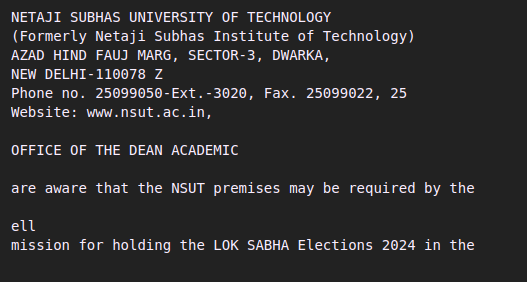 NETAJI SUBHAS UNIVERSITY OF TECHNOLOGY
(Formerly Netaji Subhas Institute of Technology)
AZAD HIND FAUJ MARG, SECTOR-3, DWARKA,
NEW DELHI-110078 Z
Phone no. 25099050-Ext.-3020, Fax. 25099022, 25
Website: www.nsut.ac.in,
OFFICE OF THE DEAN ACADEMIC
are aware that the NSUT premises may be required by the
ell
mission for holding the LOK SABHA Elections 2024 in the